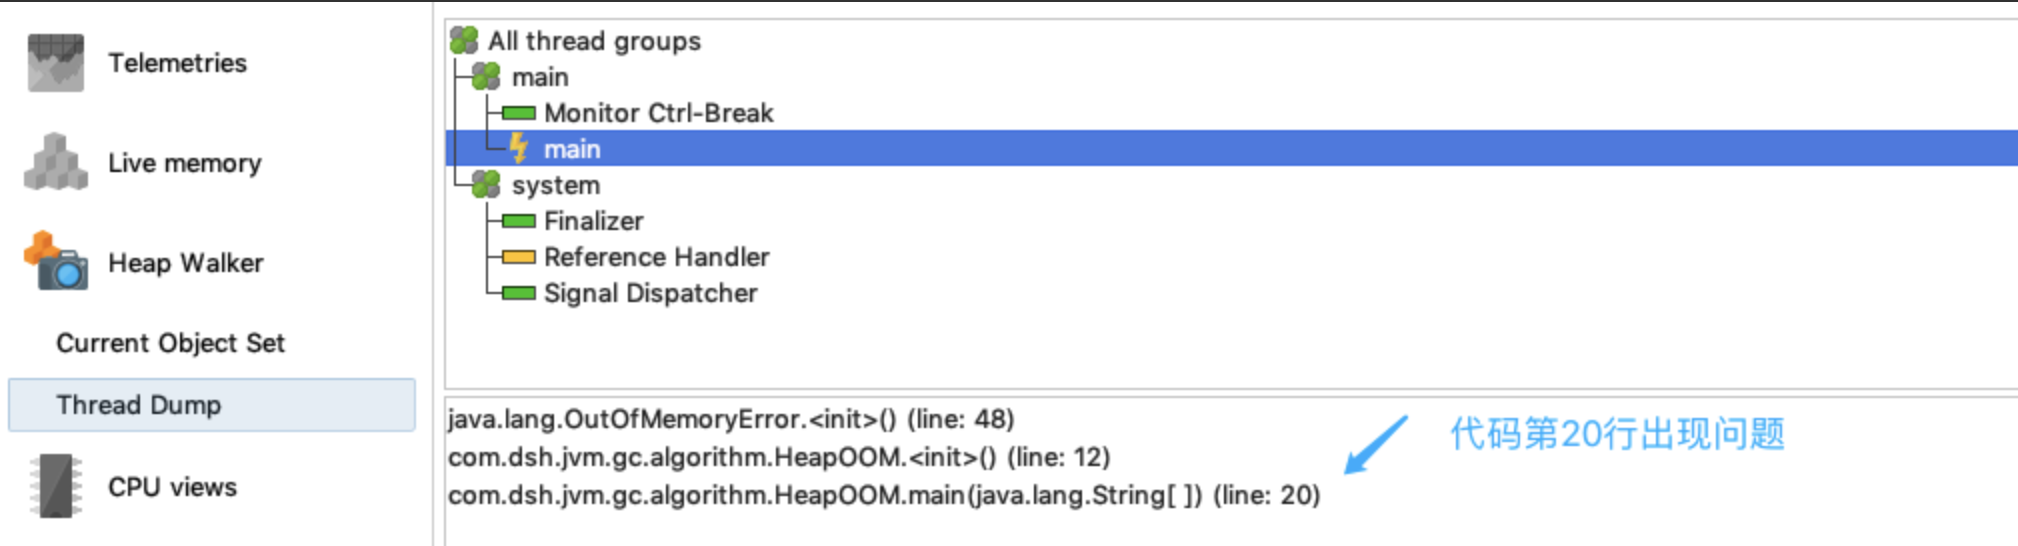 Telemetries
Live memory
Heap Walker
Current Object Set
Thread Dump
CPU views
All thread groups
main
Monitor Ctrl-Break
main
system
Finalizer
Reference Handler
Signal Dispatcher
java.lang.OutOfMemoryError.<init>() (line: 48)
com.dsh.jvm.gc.algorithm.HeapOOM.<init>() (line: 12)
com.dsh.jvm.gc.algorithm.HeapOOM.main(java.lang.String[ ]) (line: 20)
代码第20行出现问题